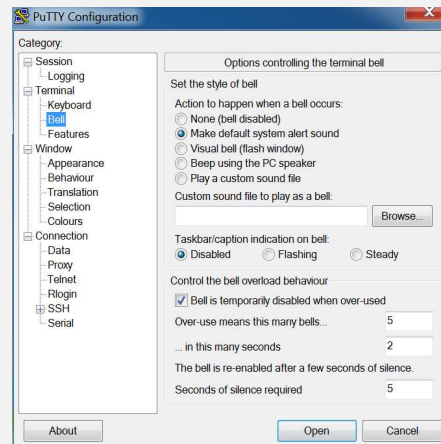 PuTTY Configuration
Category:
Session
Logging
Terminal
Keyboard
Bell
Features
Window
Appearance
Behaviour
Translation
Selection
Colours
Connection
Data
Proxy
Telnet
Rlogin
SSH
Serial
Options controlling the terminal bell
Set the style of bell
Action to happen when a bell occurs:
None (bell disabled)
Make default system alert sound
Visual bell (flash window)
Beep using the PC speaker
Play a custom sound file
Custom sound file to play as a bell:
Browse...
Taskbar/caption indication on bell:
Disabled Flashing Steady
Control the bell overload behaviour
Bell is temporarily disabled when over-used
Over-use means this many bells... 5
... in this many seconds 2
The bell is re-enabled after a few seconds of silence.
Seconds of silence required 5
About Open Cancel